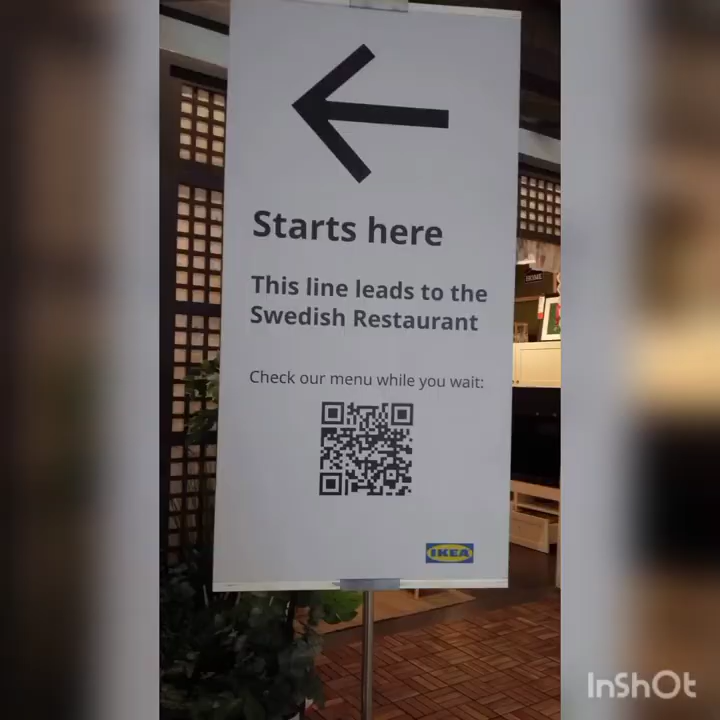 Starts here
This line leads to the
Swedish Restaurant
Check our menu while you wait:
IKEA
InShOt